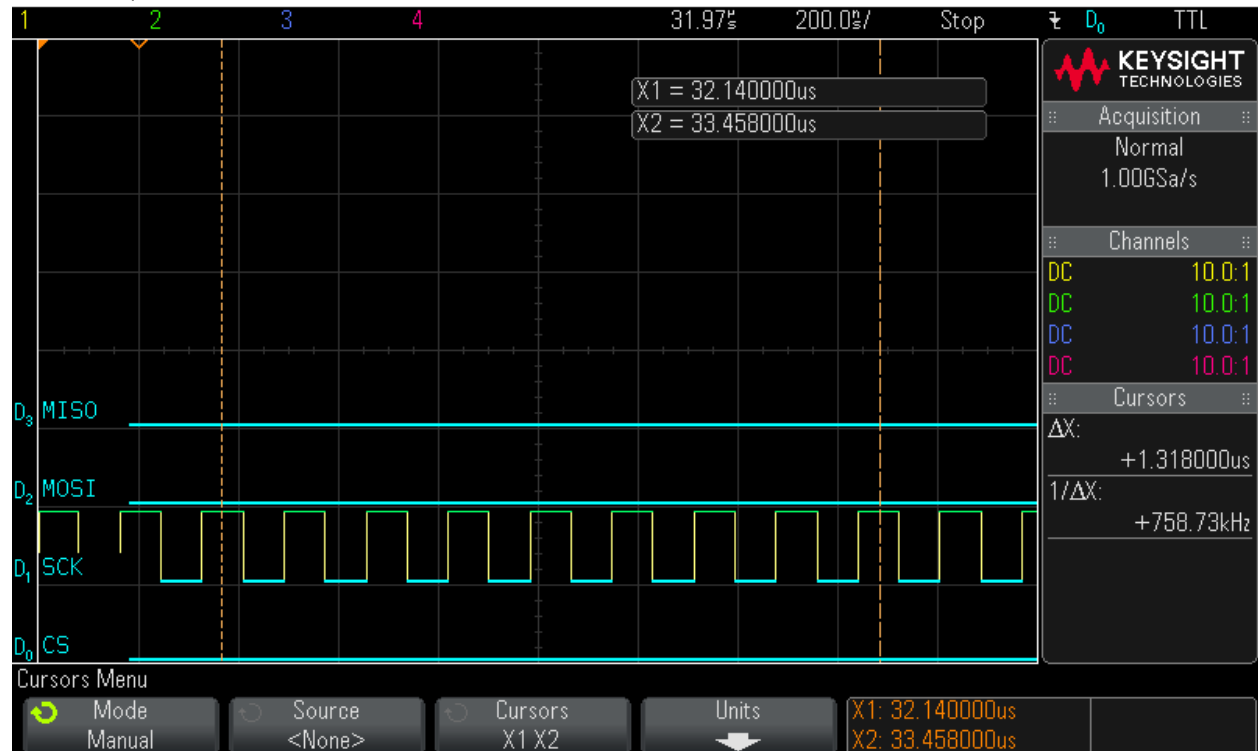 1 2 3 4 31.97µs 200.0ns/ Stop D₀ TTL
KEYSIGHT
TECHNOLOGIES
X1 = 32.140000us
X2 = 33.458000us
Acquisition
Normal
1.00GSa/s
Channels
DC 10.0:1
DC 10.0:1
DC 10.0:1
DC 10.0:1
Cursors
ΔX:
+1.318000us
1/ΔX:
+758.73kHz
D₃ MISO
D₂ MOSI
D₁ SCK
D₀ CS
Cursors Menu
Mode
Manual
Source
<None>
Cursors
X1 X2
Units
X1: 32.140000us
X2: 33.458000us